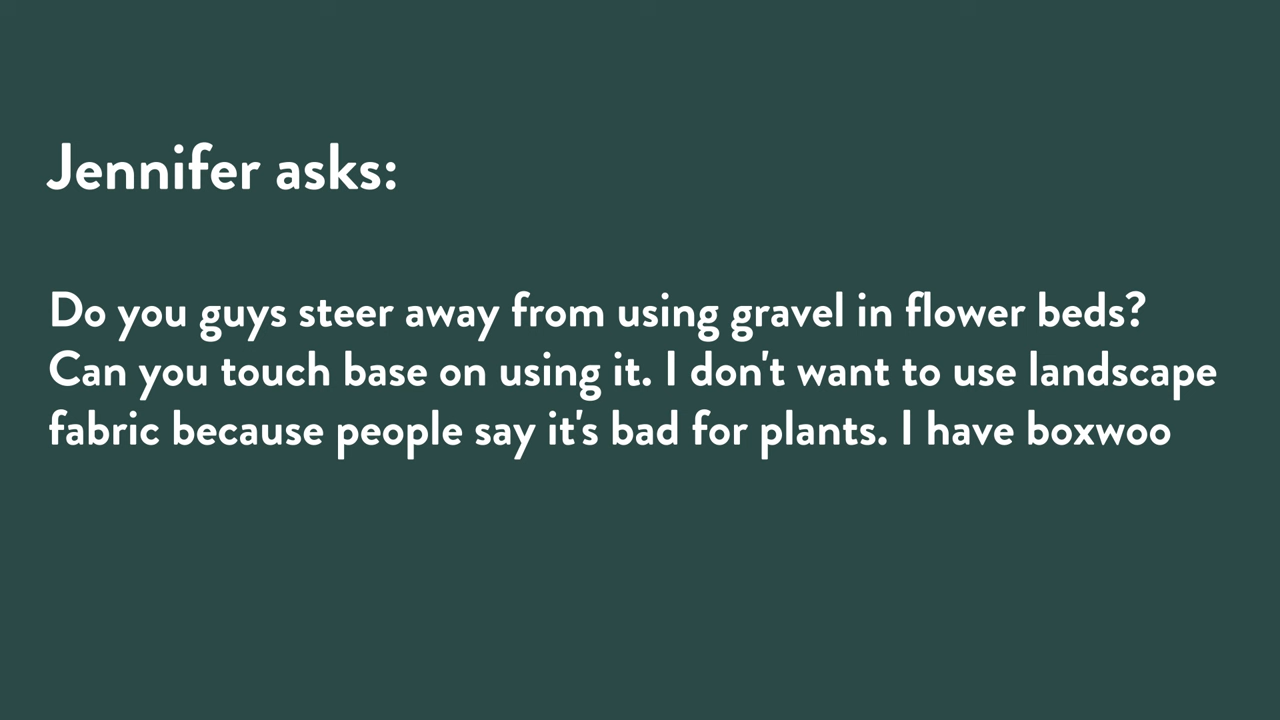 Jennifer asks:
Do you guys steer away from using gravel in flower beds?
Can you touch base on using it. I don't want to use landscape
fabric because people say it's bad for plants. I have boxwoo